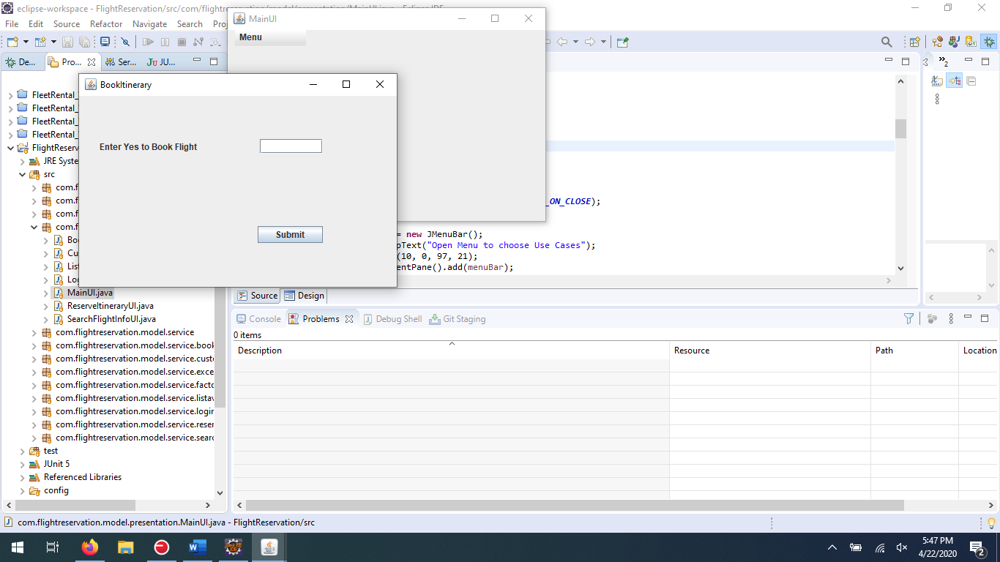 eclipse-workspace - FlightReservation/src/com/flightreservation/model/presentation/MainUI.java - Eclipse IDE
File Edit Source Refactor Navigate Search
MainUI
Menu
De... Pro... Ser... JU...
2
BookItinerary
Enter Yes to Book Flight
Submit
FleetRental_
FleetRental_
FleetRental_
FleetRental_
FlightReserv
JRE Syste
src
com.f
com.f
com.f
com.f
Bo
Cu
List
Log
MainUI.java
ReserveItineraryUI.java
SearchFlightInfoUI.java
com.flightreservation.model.service
com.flightreservation.model.service.book
com.flightreservation.model.service.custo
com.flightreservation.model.service.exce
com.flightreservation.model.service.facto
com.flightreservation.model.service.listav
com.flightreservation.model.service.login
com.flightreservation.model.service.reser
com.flightreservation.model.service.searc
test
JUnit 5
Referenced Libraries
config
_ON_CLOSE);
= new JMenuBar();
pText("Open Menu to choose Use Cases");
(10, 0, 97, 21);
entPane().add(menuBar);
Source Design
Console Problems Debug Shell Git Staging
0 items
Description Resource Path Location
com.flightreservation.model.presentation.MainUI.java - FlightReservation/src
5:47 PM
4/22/2020
2